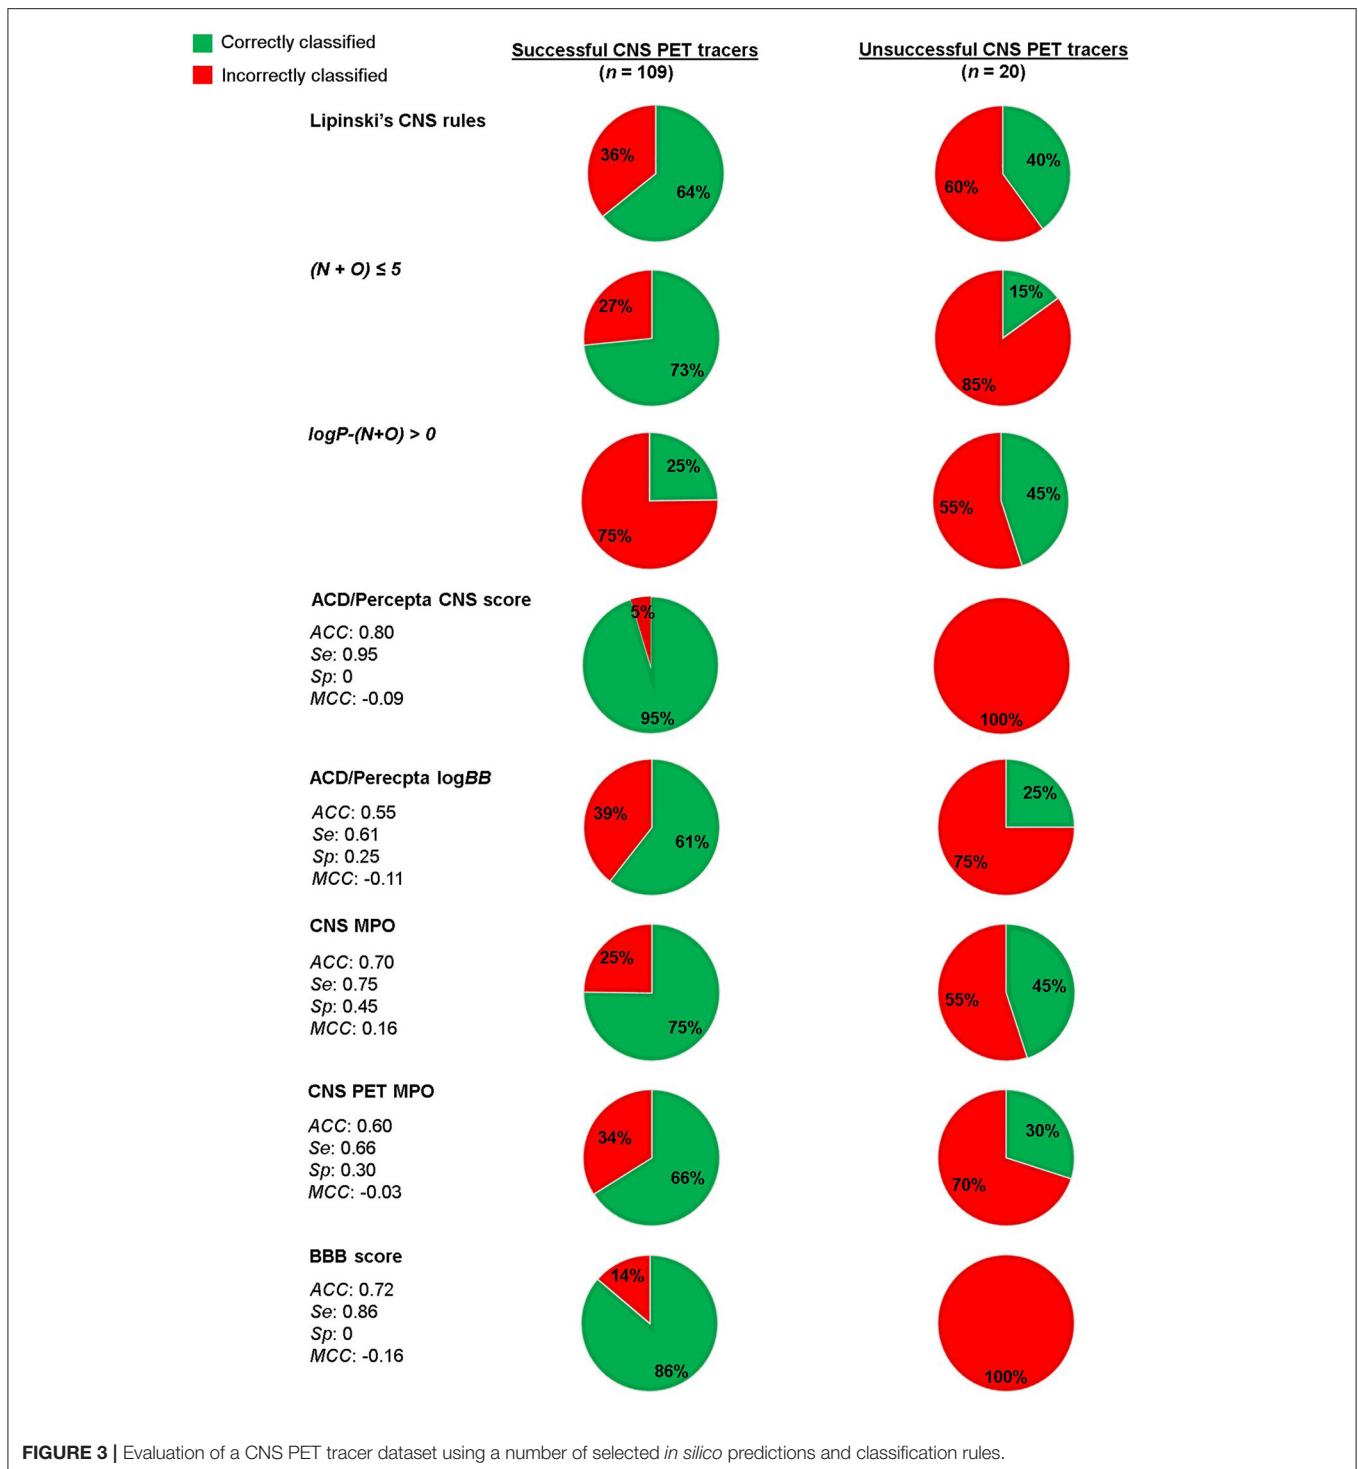 Correctly classified
Incorrectly classified
Successful CNS PET tracers
(n = 109)
Unsuccessful CNS PET tracers
(n = 20)
Lipinski's CNS rules
36%
64%
40%
60%
(N + O) ≤ 5
27%
73%
15%
85%
logP-(N+O) > 0
25%
75%
45%
55%
ACD/Percepta CNS score
ACC: 0.80
Se: 0.95
Sp: 0
MCC: -0.09
5%
95%
100%
ACD/Perecpta logBB
ACC: 0.55
Se: 0.61
Sp: 0.25
MCC: -0.11
39%
61%
25%
75%
CNS MPO
ACC: 0.70
Se: 0.75
Sp: 0.45
MCC: 0.16
25%
75%
45%
55%
CNS PET MPO
ACC: 0.60
Se: 0.66
Sp: 0.30
MCC: -0.03
34%
66%
30%
70%
BBB score
ACC: 0.72
Se: 0.86
Sp: 0
MCC: -0.16
14%
86%
100%
FIGURE 3 | Evaluation of a CNS PET tracer dataset using a number of selected in silico predictions and classification rules.